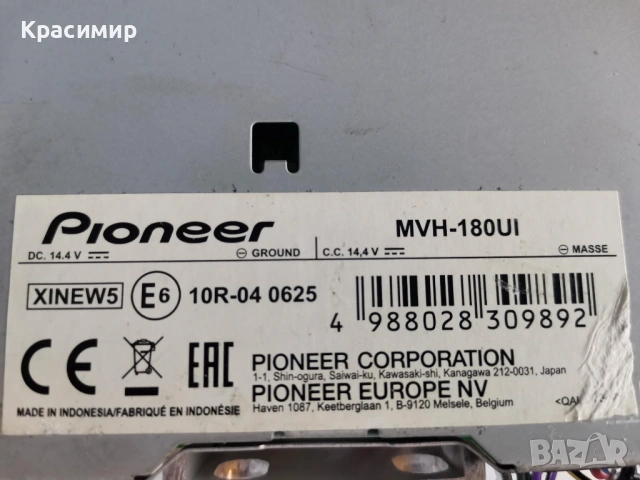 Красимир
Pioneer
MVH-180UI
DC. 14.4 V ⊖ GROUND
C.C. 14,4 V ⊖ MASSE
XINEW5 E6 10R-04 0625
4 988028 309892
CE EAC
PIONEER CORPORATION
1-1, Shin-ogura, Saiwai-ku, Kawasaki-shi, Kanagawa 212-0031, Japan
PIONEER EUROPE NV
Haven 1087, Keetberglaan 1, B-9120 Melsele, Belgium
MADE IN INDONESIA/FABRIQUÉ EN INDONÉSIE
BAZAR